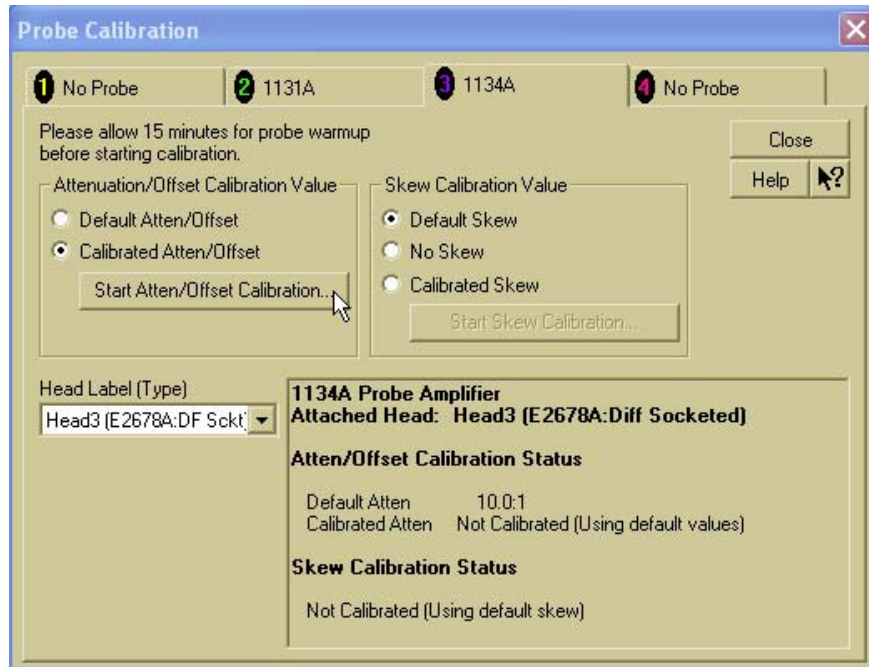 Probe Calibration
1 No Probe
2 1131A
3 1134A
4 No Probe
Please allow 15 minutes for probe warmup
before starting calibration.
Close
Help
?
Attenuation/Offset Calibration Value
Default Atten/Offset
Calibrated Atten/Offset
Start Atten/Offset Calibration...
Skew Calibration Value
Default Skew
No Skew
Calibrated Skew
Start Skew Calibration...
Head Label (Type)
Head3 (E2678A:DF Sckt)
1134A Probe Amplifier
Attached Head: Head3 (E2678A:Diff Socketed)
Atten/Offset Calibration Status
Default Atten 10.0:1
Calibrated Atten Not Calibrated (Using default values)
Skew Calibration Status
Not Calibrated (Using default skew)